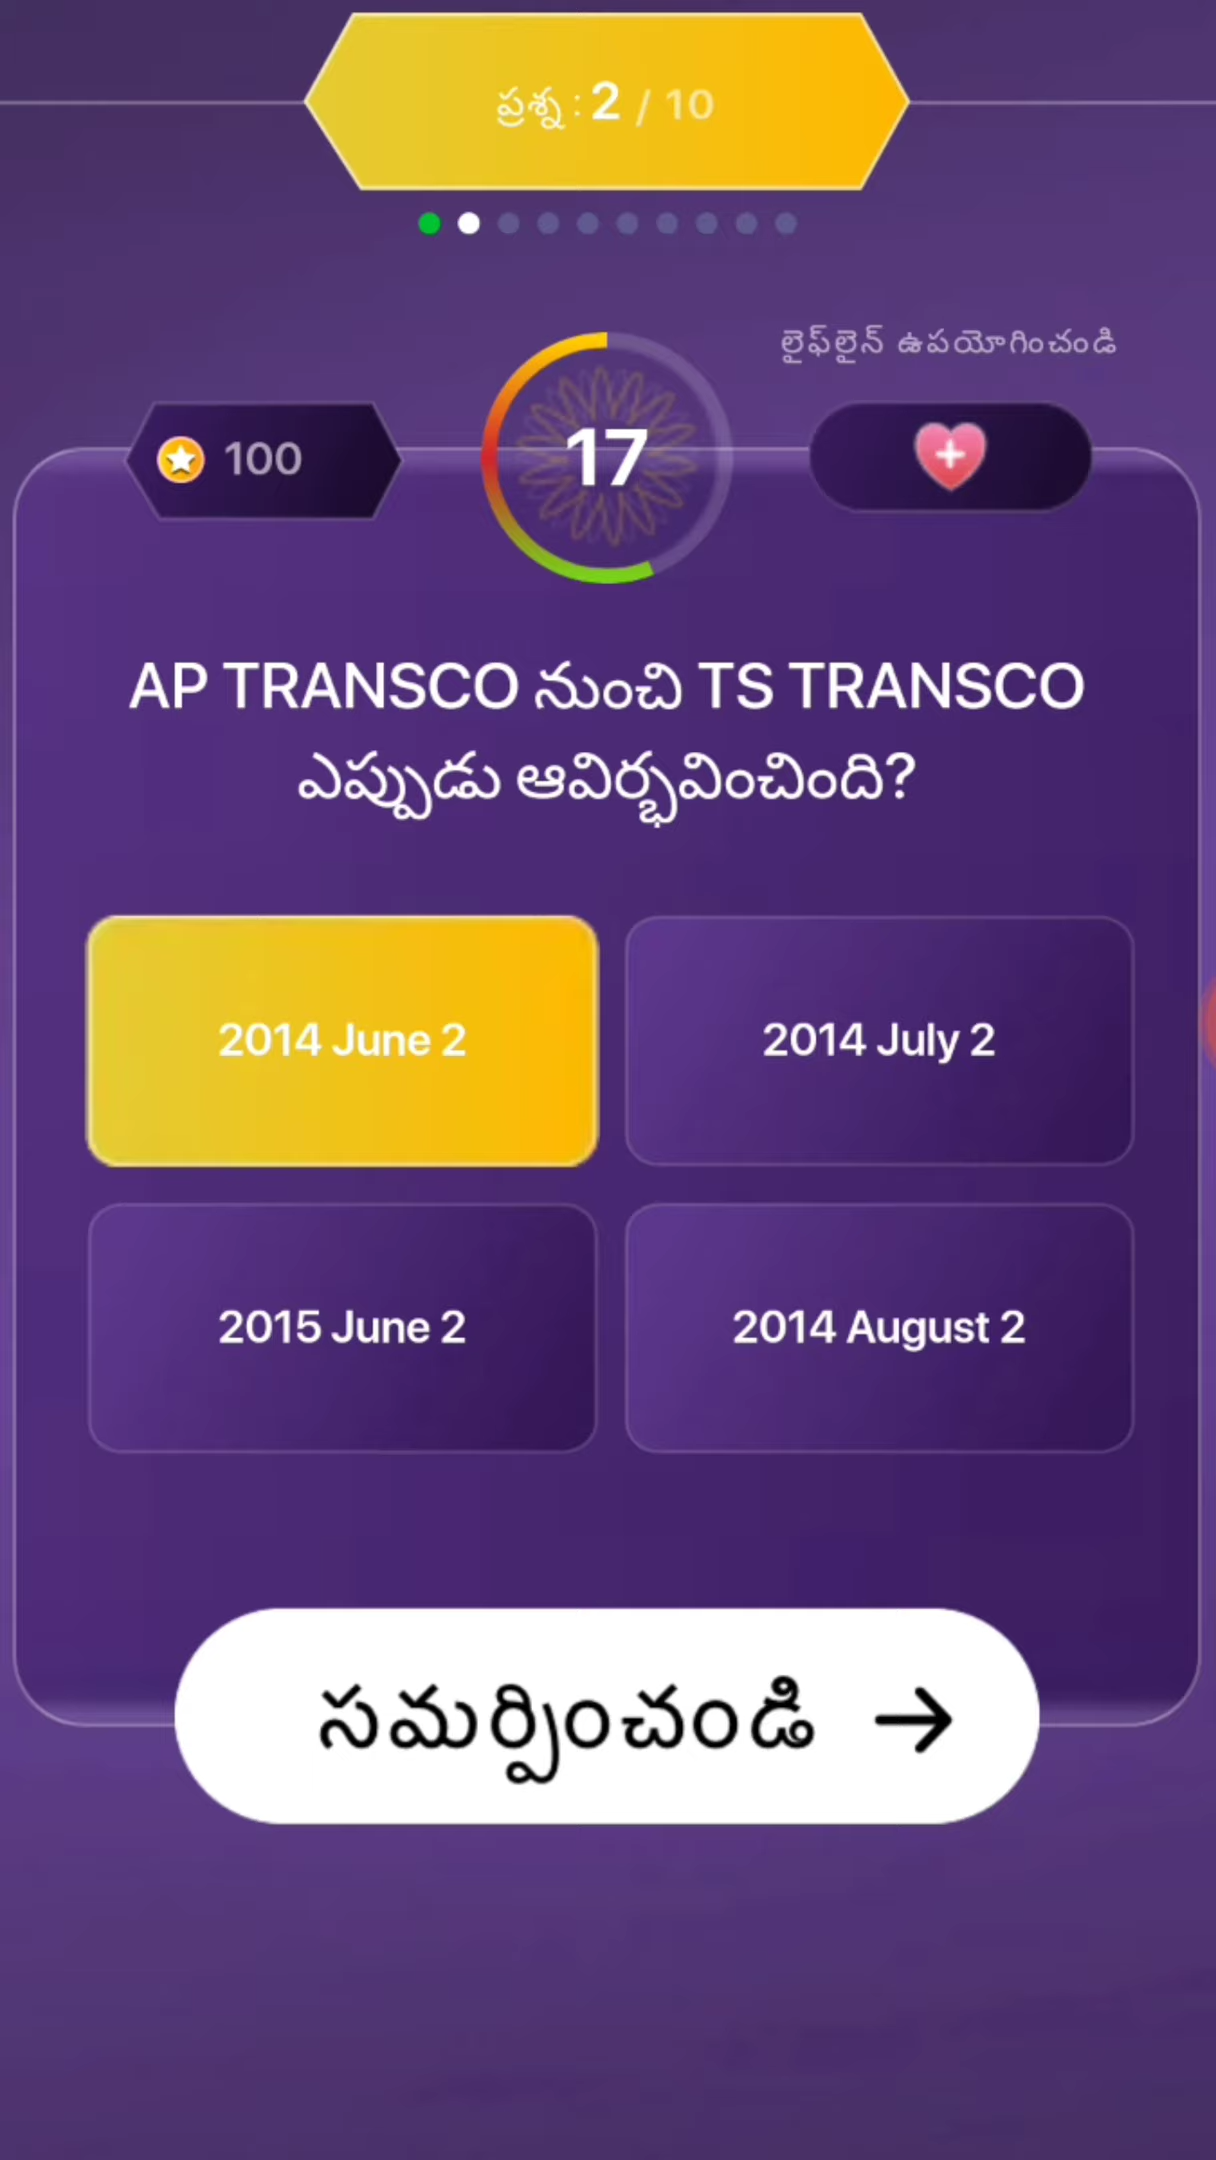 ప్రశ్న : 2 / 10
లైఫ్‌లైన్ ఉపయోగించండి
100
17
AP TRANSCO నుంచి TS TRANSCO
ఎప్పుడు ఆవిర్భవించింది?
2014 June 2
2014 July 2
2015 June 2
2014 August 2
సమర్పించండి →